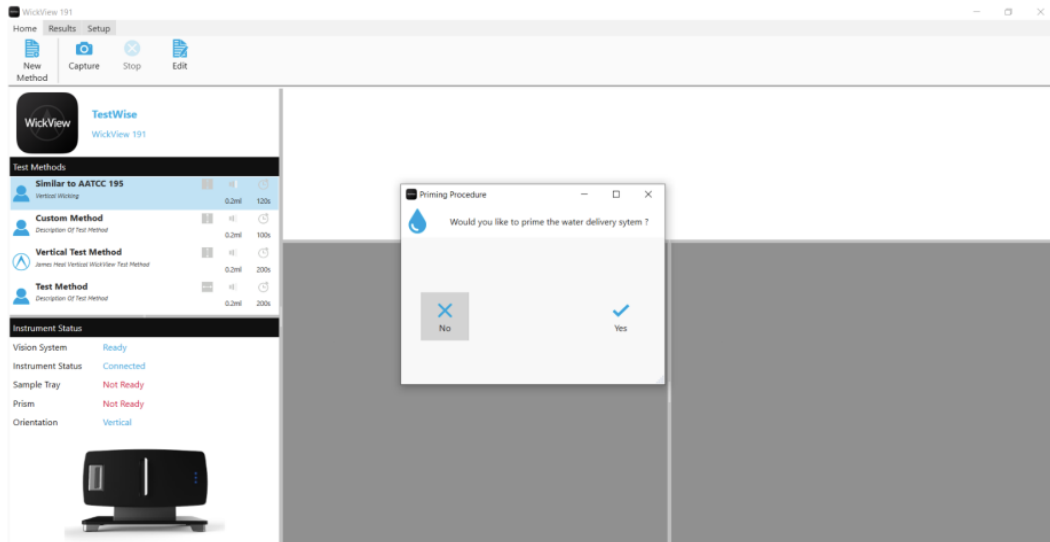 WickView 191
Home Results Setup
New Method
Capture
Stop
Edit
WickView
TestWise
WickView 191
Test Methods
Similar to AATCC 195
Vertical Wicking
0.2ml 120s
Custom Method
Description Of Test Method
0.2ml 100s
Vertical Test Method
James Heal Vertical WickView Test Method
0.2ml 200s
Test Method
Description Of Test Method
0.2ml 200s
Instrument Status
Vision System Ready
Instrument Status Connected
Sample Tray Not Ready
Prism Not Ready
Orientation Vertical
Priming Procedure
Would you like to prime the water delivery sytem ?
No
Yes